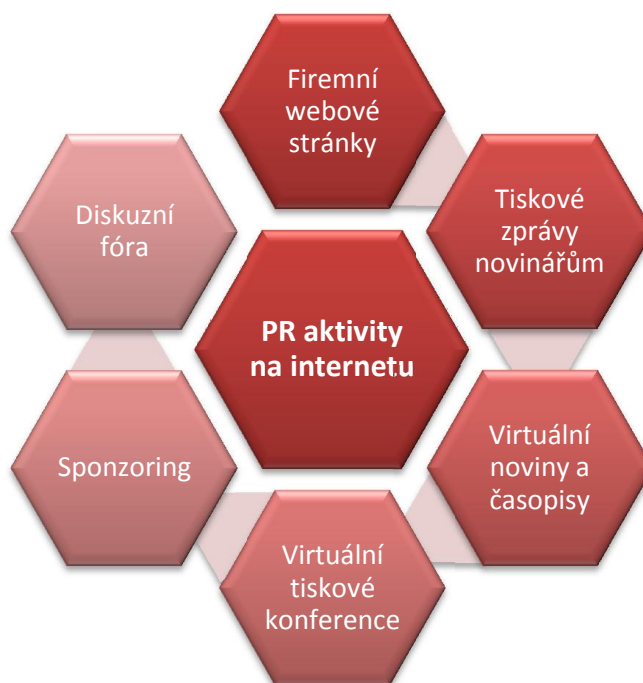 Firemní
webové
stránky
Tiskové
zprávy
novinářům
Virtuální
noviny a
časopisy
Virtuální
tiskové
konference
Sponzoring
Diskuzní
fóra
PR aktivity
na internetu